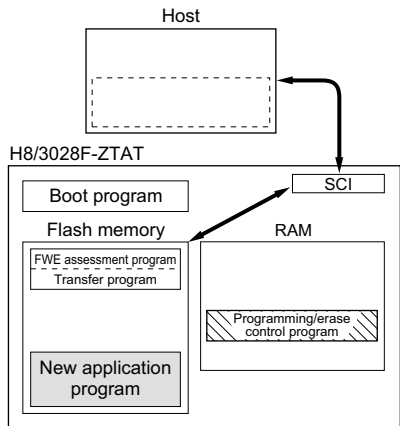 Host
H8/3028F-ZTAT
SCI
Boot program
Flash memory
RAM
FWE assessment program
Transfer program
Programming/erase
control program
New application
program